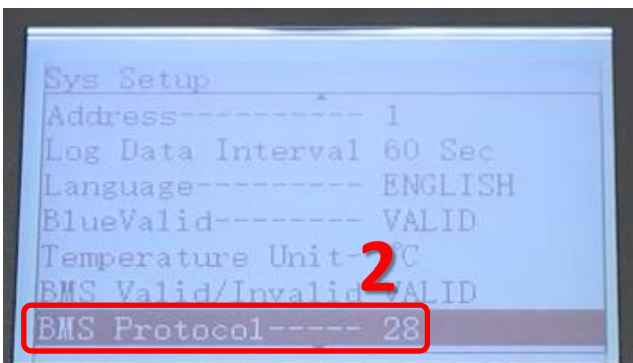 Sys Setup
Address---------- 1
Log Data Interval 60 Sec
Language--------- ENGLISH
BlueValid-------- VALID
Temperature Unit- °C
2
BMS Valid/Invalid VALID
BMS Protocol----- 28